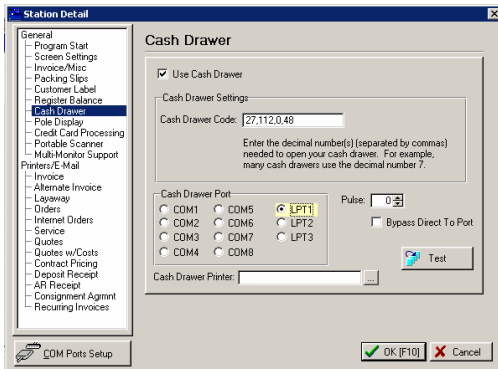 Station Detail
General
Program Start
Screen Settings
Invoice/Misc
Packing Slips
Customer Label
Register Balance
Cash Drawer
Pole Display
Credit Card Processing
Portable Scanner
Multi-Monitor Support
Printers/E-Mail
Invoice
Alternate Invoice
Layaway
Orders
Internet Orders
Service
Quotes
Quotes w/Costs
Contract Pricing
Deposit Receipt
AR Receipt
Consignment Agrmnt
Recurring Invoices
COM Ports Setup
Cash Drawer
Use Cash Drawer
Cash Drawer Settings
Cash Drawer Code: 27,112,0,48
Enter the decimal number(s) (separated by commas)
needed to open your cash drawer. For example,
many cash drawers use the decimal number 7.
Cash Drawer Port
COM1 COM5 LPT1
COM2 COM6 LPT2
COM3 COM7 LPT3
COM4 COM8
Pulse: 0
Bypass Direct To Port
Test
Cash Drawer Printer: ...
OK [F10] Cancel